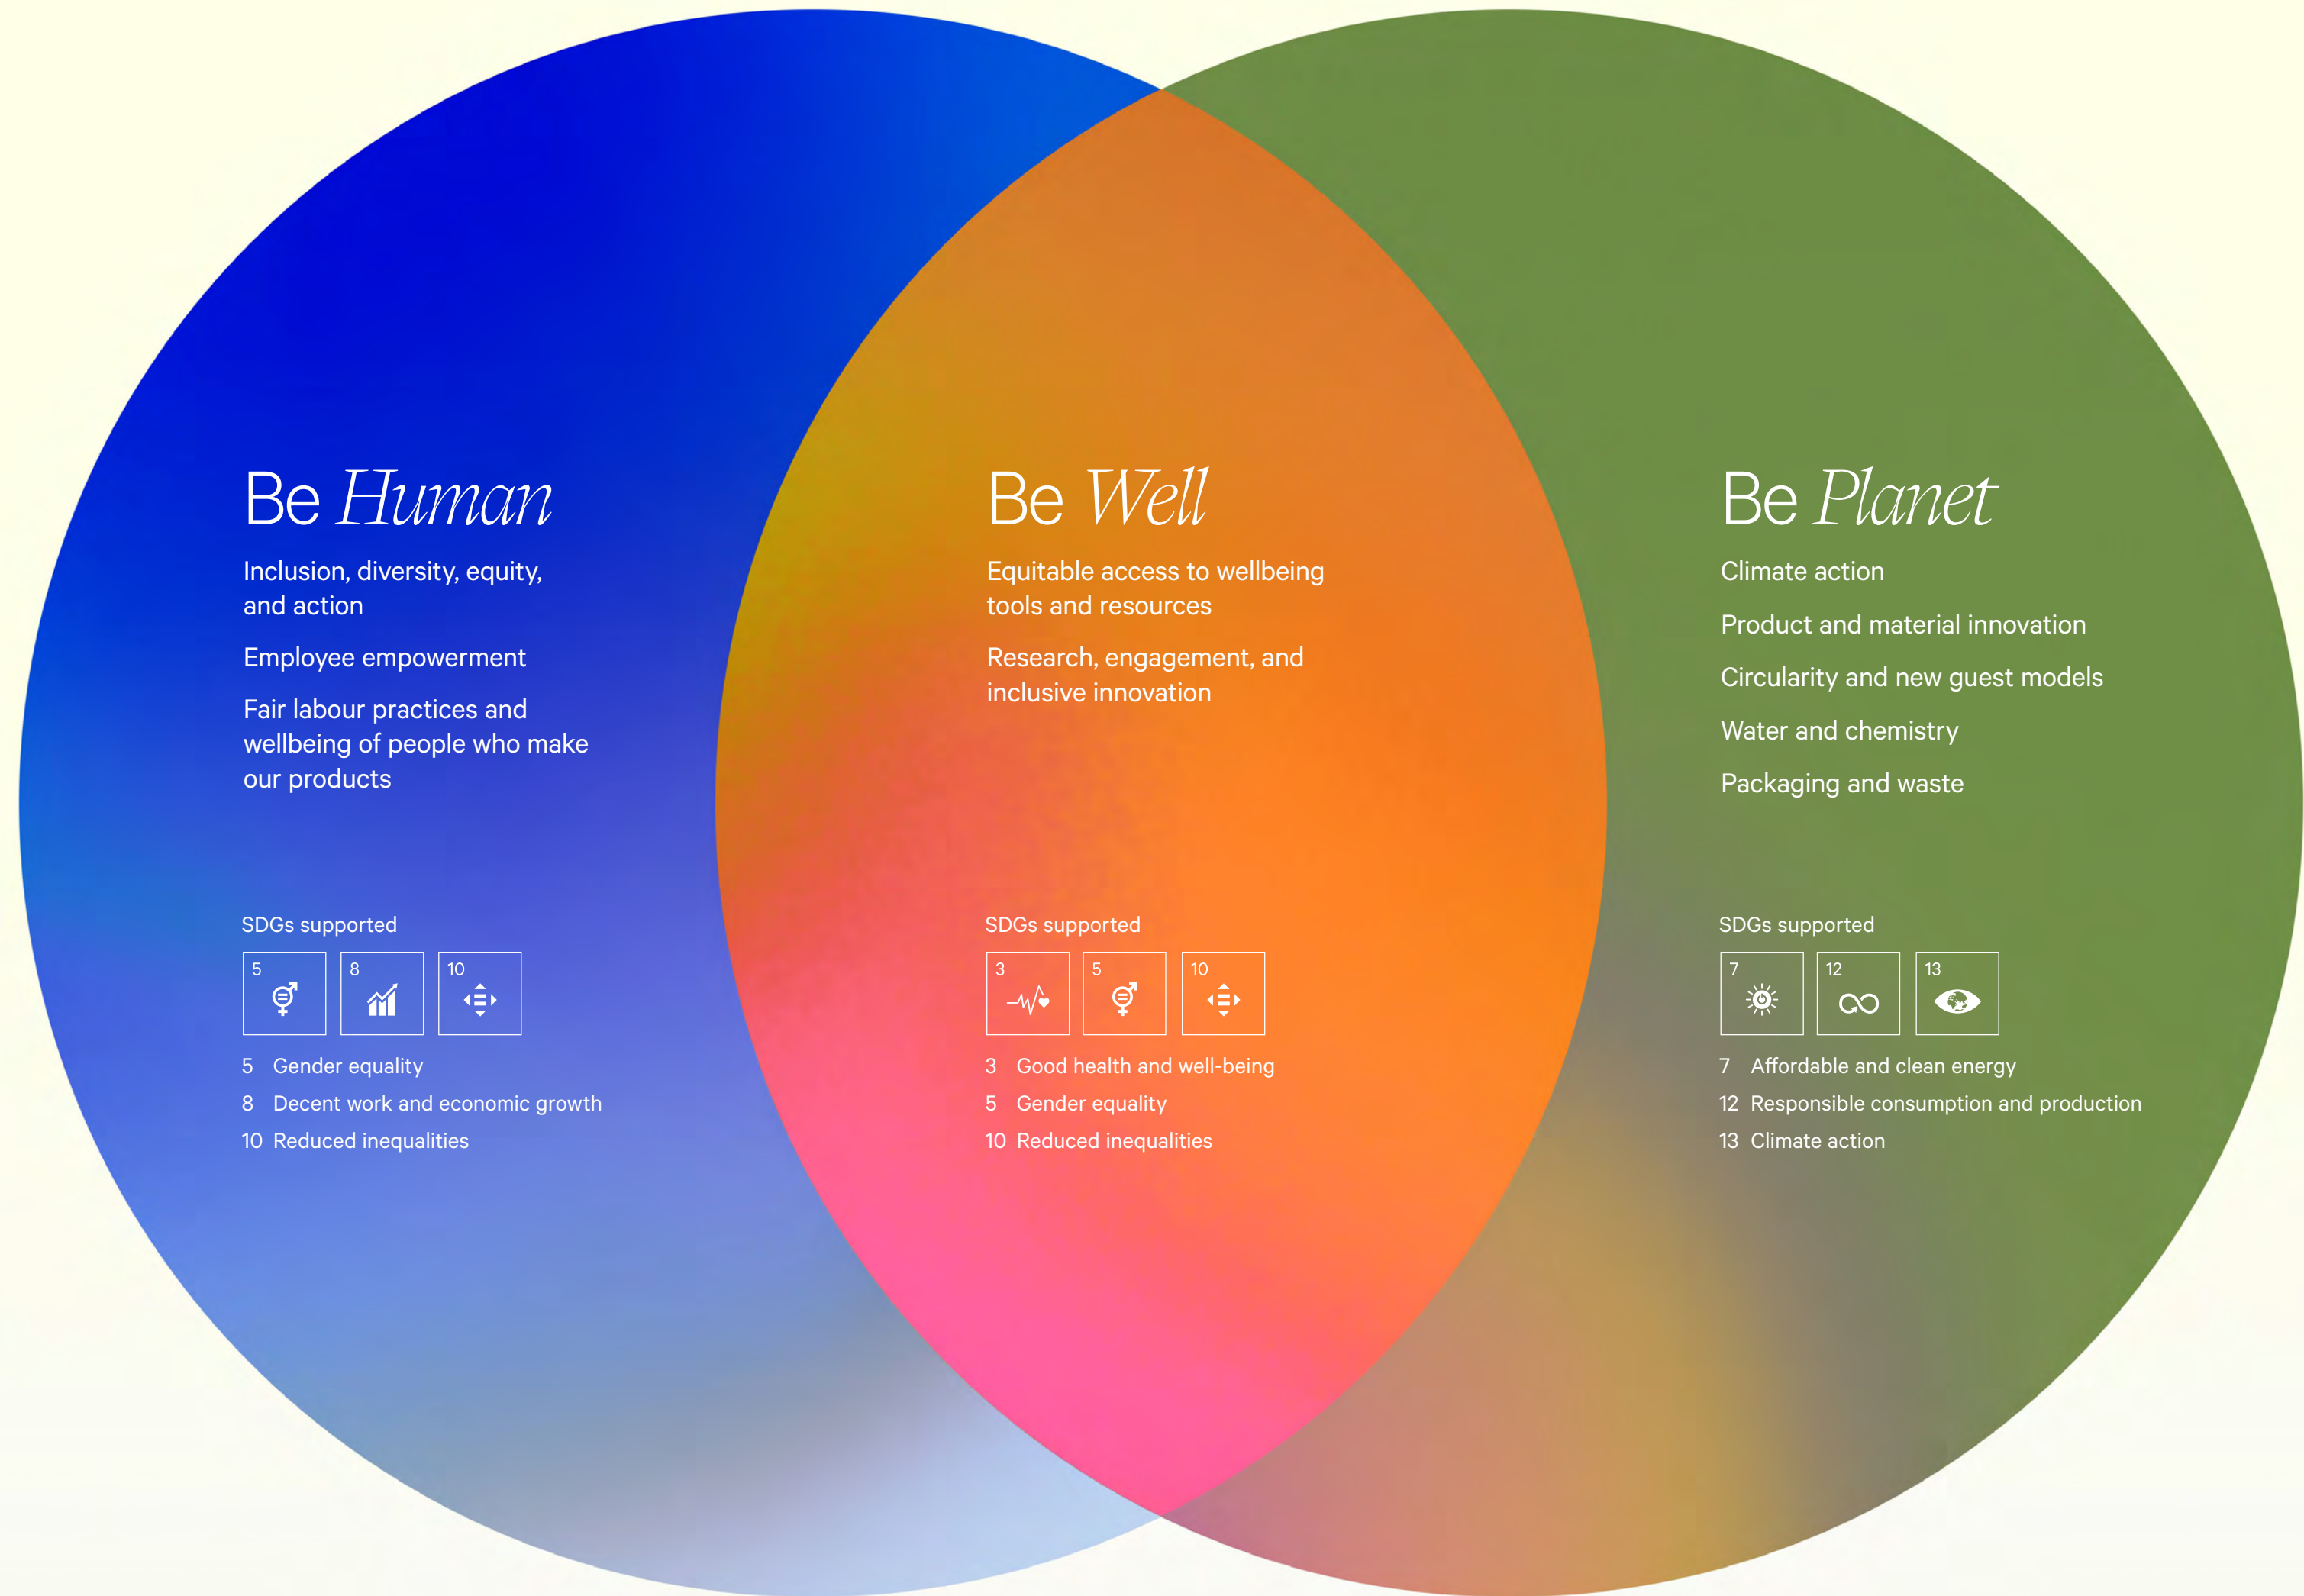 Be Human
Inclusion, diversity, equity,
and action
Employee empowerment
Fair labour practices and
wellbeing of people who make
our products
SDGs supported
5 8 10
5 Gender equality
8 Decent work and economic growth
10 Reduced inequalities
Be Well
Equitable access to wellbeing
tools and resources
Research, engagement, and
inclusive innovation
SDGs supported
3 5 10
3 Good health and well-being
5 Gender equality
10 Reduced inequalities
Be Planet
Climate action
Product and material innovation
Circularity and new guest models
Water and chemistry
Packaging and waste
SDGs supported
7 12 13
7 Affordable and clean energy
12 Responsible consumption and production
13 Climate action